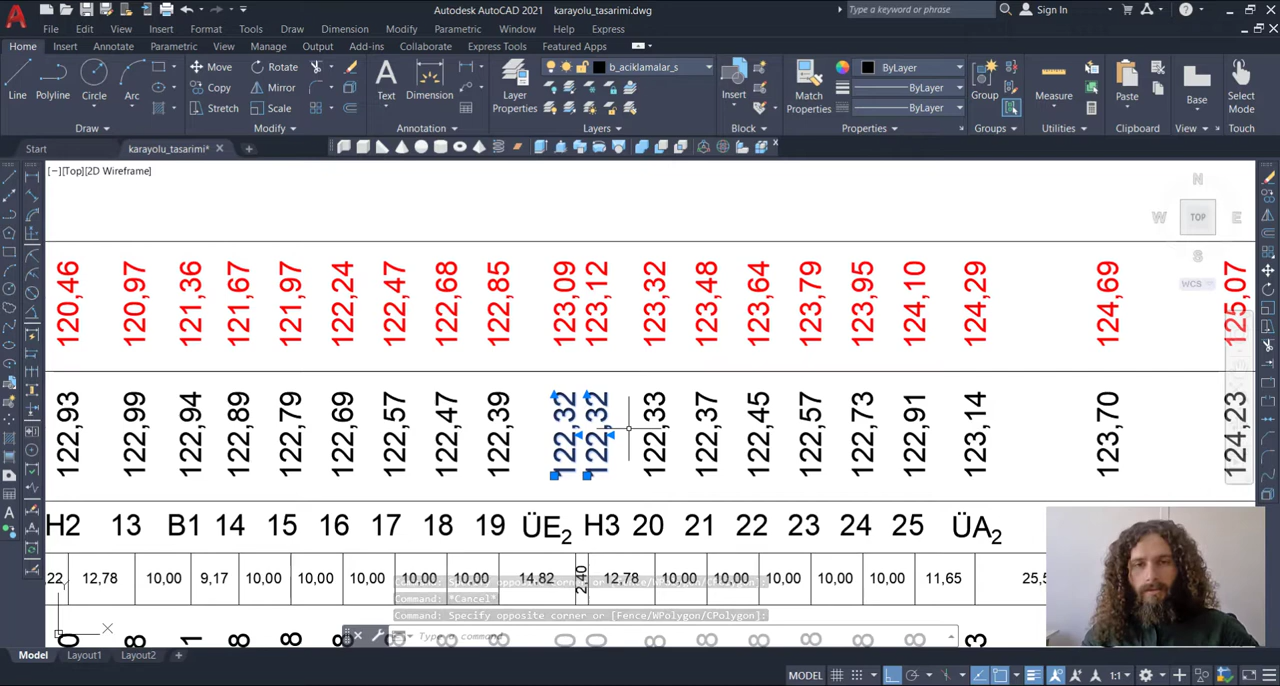 Autodesk AutoCAD 2021 karayolu_tasarimi.dwg
Type a keyword or phrase
Sign In
File Edit View Insert Format Tools Draw Dimension Modify Parametric Window Help Express
Home Insert Annotate Parametric View Manage Output Add-ins Collaborate Express Tools Featured Apps
Line Polyline Circle Arc
Move Rotate
Copy Mirror
Stretch Scale
Text Dimension
Layer Properties
b_aciklamalar_s
Insert
Match Properties
ByLayer
ByLayer
ByLayer
Group
Measure
Paste
Base
Select Mode
Draw Modify Annotation Layers Block Properties Groups Utilities Clipboard View Touch
Start karayolu_tasarimi*
[−][Top][2D Wireframe]
N
W TOP E
S
WCS
120,46 120,97 121,36 121,67 121,97 122,24 122,47 122,68 122,85 123,09 123,12 123,32 123,48 123,64 123,79 123,95 124,10 124,29 124,69 125,07
122,93 122,99 122,94 122,89 122,79 122,69 122,57 122,47 122,39 122,32 122,32 122,33 122,37 122,45 122,57 122,73 122,91 123,14 123,70 124,23
H2 13 B1 14 15 16 17 18 19 ÜE2 H3 20 21 22 23 24 25 ÜA2
12,78 10,00 9,17 10,00 10,00 10,00 10,00 10,00 14,82 2,40 12,78 10,00 10,00 10,00 10,00 11,65
Command: *Cancel*
Command: Specify opposite corner or [Fence/WPolygon/CPolygon]:
Type a command
Model Layout1 Layout2
MODEL
1:1